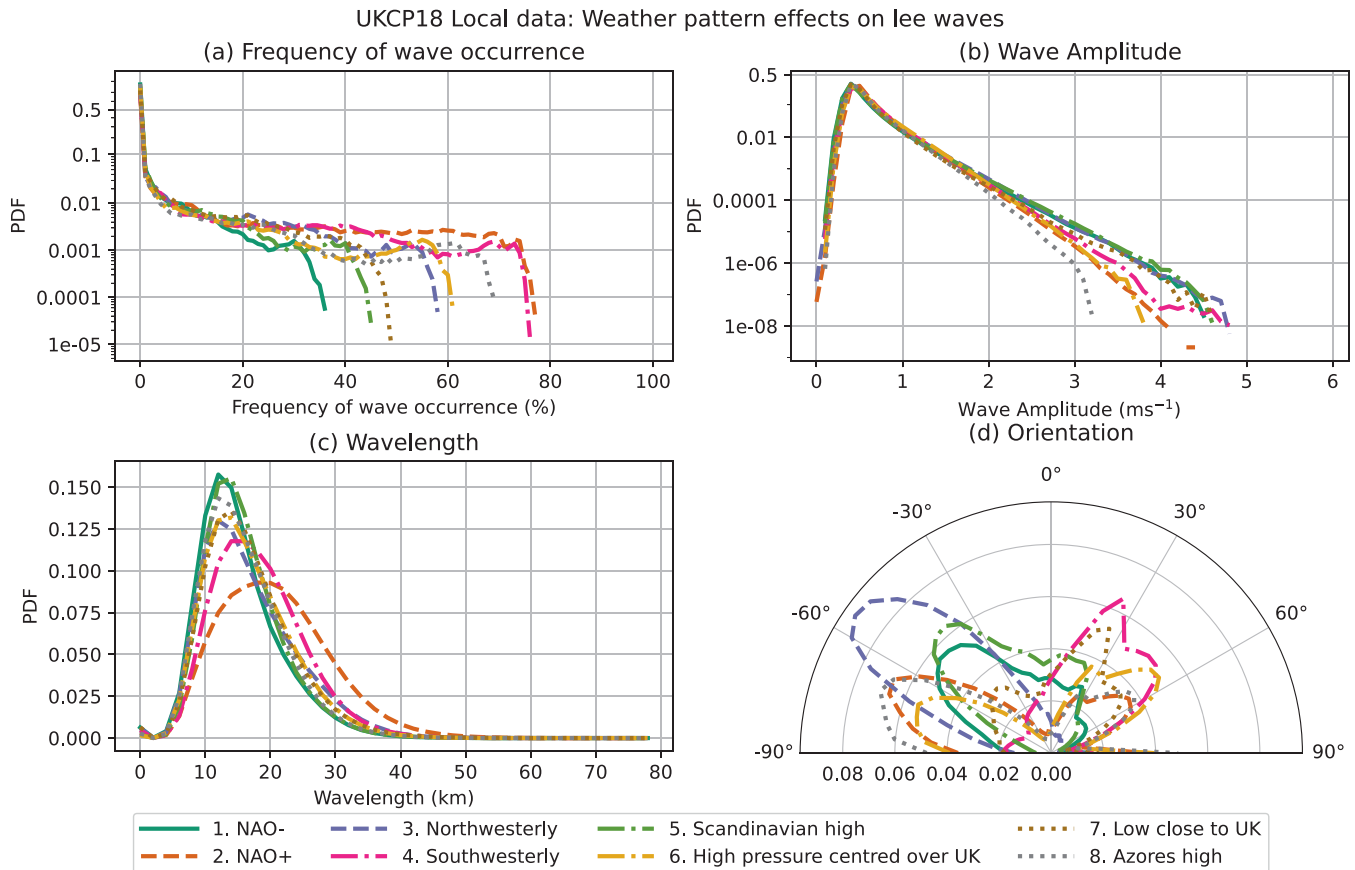 UKCP18 Local data: Weather pattern effects on lee waves
(a) Frequency of wave occurrence
PDF
0.5
0.1
0.01
0.001
0.0001
1e-05
0 20 40 60 80 100
Frequency of wave occurrence (%)
(b) Wave Amplitude
PDF
0.5
0.01
0.0001
1e-06
1e-08
0 1 2 3 4 5 6
Wave Amplitude (ms⁻¹)
(c) Wavelength
PDF
0.150
0.125
0.100
0.075
0.050
0.025
0.000
0 10 20 30 40 50 60 70 80
Wavelength (km)
(d) Orientation
0°
-30° 30°
-60° 60°
-90° 90°
0.08 0.06 0.04 0.02 0.00
1. NAO- 3. Northwesterly 5. Scandinavian high 7. Low close to UK
2. NAO+ 4. Southwesterly 6. High pressure centred over UK 8. Azores high